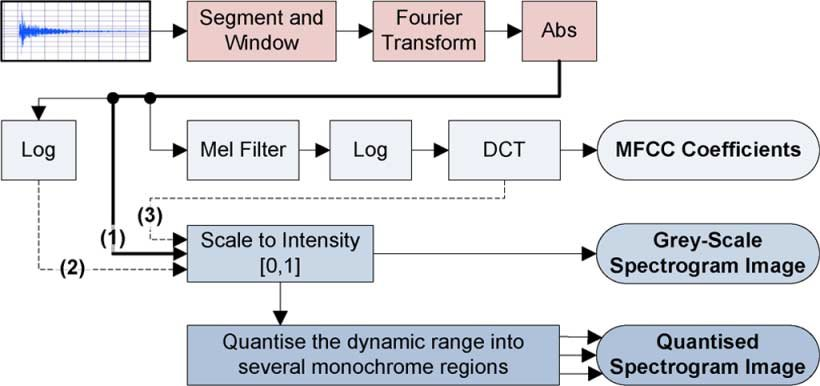 Segment and
Window
Fourier
Transform
Abs
Log
Mel Filter
Log
DCT
MFCC Coefficients
(3)
(1)
(2)
Scale to Intensity
[0,1]
Grey-Scale
Spectrogram Image
Quantise the dynamic range into
several monochrome regions
Quantised
Spectrogram Image